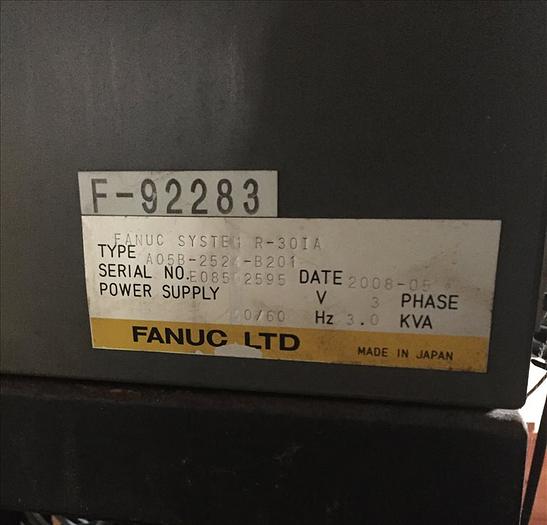 F-92283
FANUC SYSTEM R-30IA
TYPE
SERIAL NO. DATE
POWER SUPPLY V 3 PHASE
Hz 3.0 KVA
FANUC LTD
MADE IN JAPAN